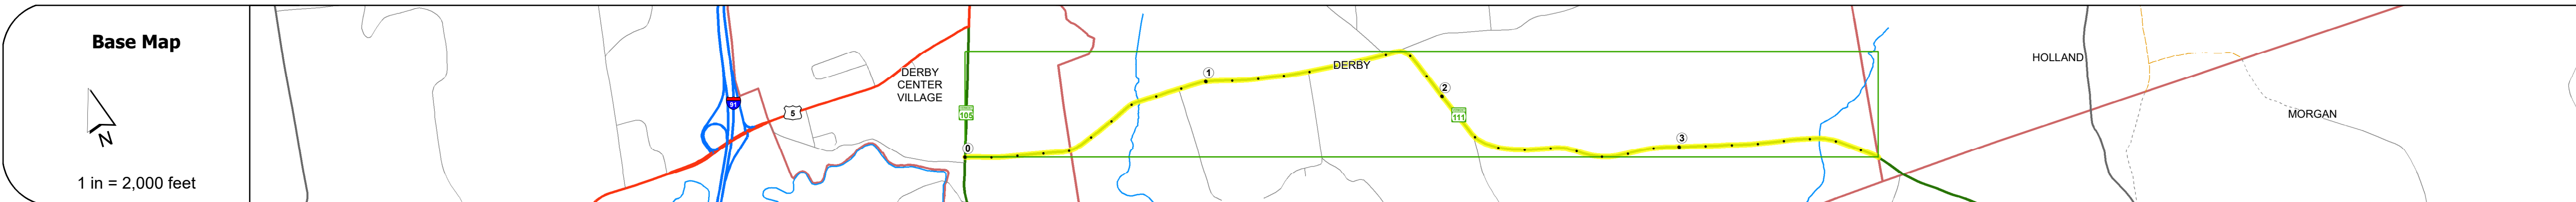 Base Map
N
1 in = 2,000 feet
91
5
DERBY
CENTER
VILLAGE
105
0
1
DERBY
2
111
3
HOLLAND
MORGAN